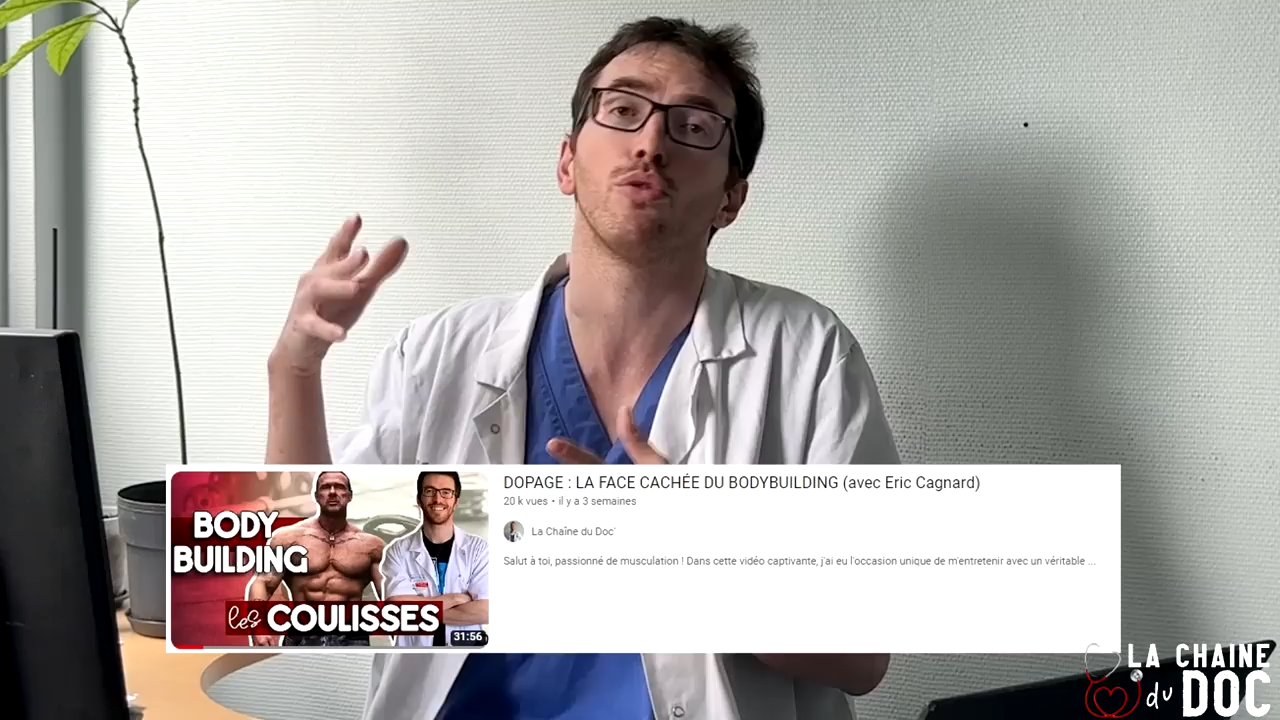 BODY
BUILDING
les COULISSES
31:56
DOPAGE : LA FACE CACHÉE DU BODYBUILDING (avec Eric Cagnard)
20 k vues • il y a 3 semaines
La Chaîne du Doc'
Salut à toi, passionné de musculation ! Dans cette vidéo captivante, j'ai eu l'occasion unique de m'entretenir avec un véritable ...
LA CHAINE
du DOC